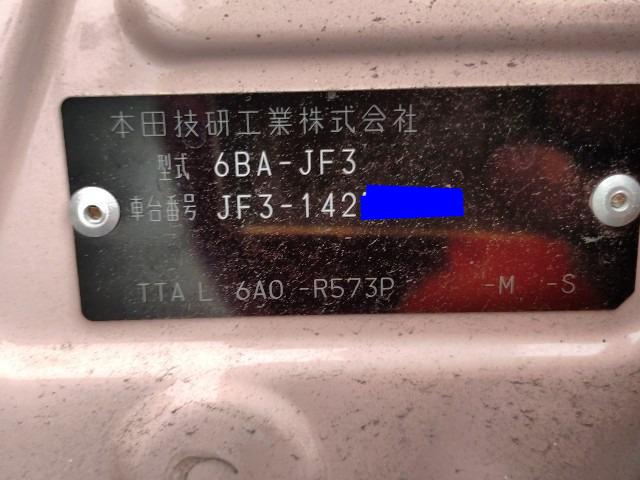 本田技研工業株式会社
型式 6BA-JF3
車台番号 JF3-142
TTA L 6A0 -R573P -M -S